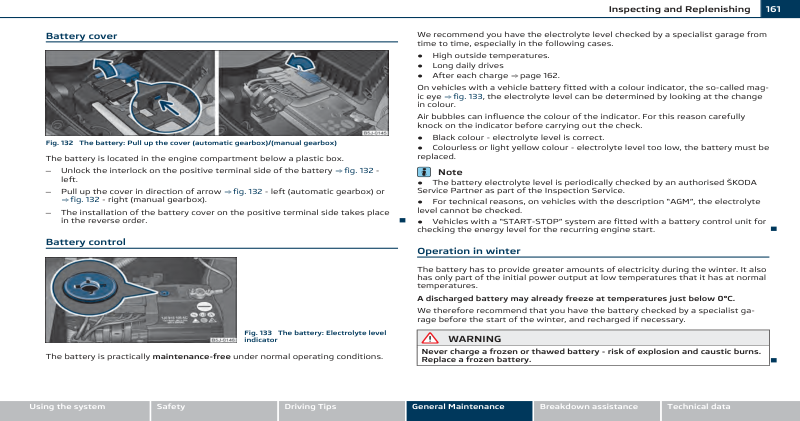 Inspecting and Replenishing 161
Battery cover
Fig. 132 The battery: Pull up the cover (automatic gearbox)/(manual gearbox)
The battery is located in the engine compartment below a plastic box.
– Unlock the interlock on the positive terminal side of the battery ⇒ fig. 132 -
left.
– Pull up the cover in direction of arrow ⇒ fig. 132 - left (automatic gearbox) or
⇒ fig. 132 - right (manual gearbox).
– The installation of the battery cover on the positive terminal side takes place
in the reverse order.
Battery control
Fig. 133 The battery: Electrolyte level
indicator
The battery is practically maintenance-free under normal operating conditions.
We recommend you have the electrolyte level checked by a specialist garage from
time to time, especially in the following cases.
● High outside temperatures.
● Long daily drives
● After each charge ⇒ page 162.
On vehicles with a vehicle battery fitted with a colour indicator, the so-called mag-
ic eye ⇒ fig. 133, the electrolyte level can be determined by looking at the change
in colour.
Air bubbles can influence the colour of the indicator. For this reason carefully
knock on the indicator before carrying out the check.
● Black colour - electrolyte level is correct.
● Colourless or light yellow colour - electrolyte level too low, the battery must be
replaced.
Note
● The battery electrolyte level is periodically checked by an authorised ŠKODA
Service Partner as part of the Inspection Service.
● For technical reasons, on vehicles with the description "AGM", the electrolyte
level cannot be checked.
● Vehicles with a "START-STOP" system are fitted with a battery control unit for
checking the energy level for the recurring engine start.
Operation in winter
The battery has to provide greater amounts of electricity during the winter. It also
has only part of the initial power output at low temperatures that it has at normal
temperatures.
A discharged battery may already freeze at temperatures just below 0°C.
We therefore recommend that you have the battery checked by a specialist ga-
rage before the start of the winter, and recharged if necessary.
WARNING
Never charge a frozen or thawed battery - risk of explosion and caustic burns.
Replace a frozen battery.
Using the system Safety Driving Tips General Maintenance Breakdown assistance Technical data